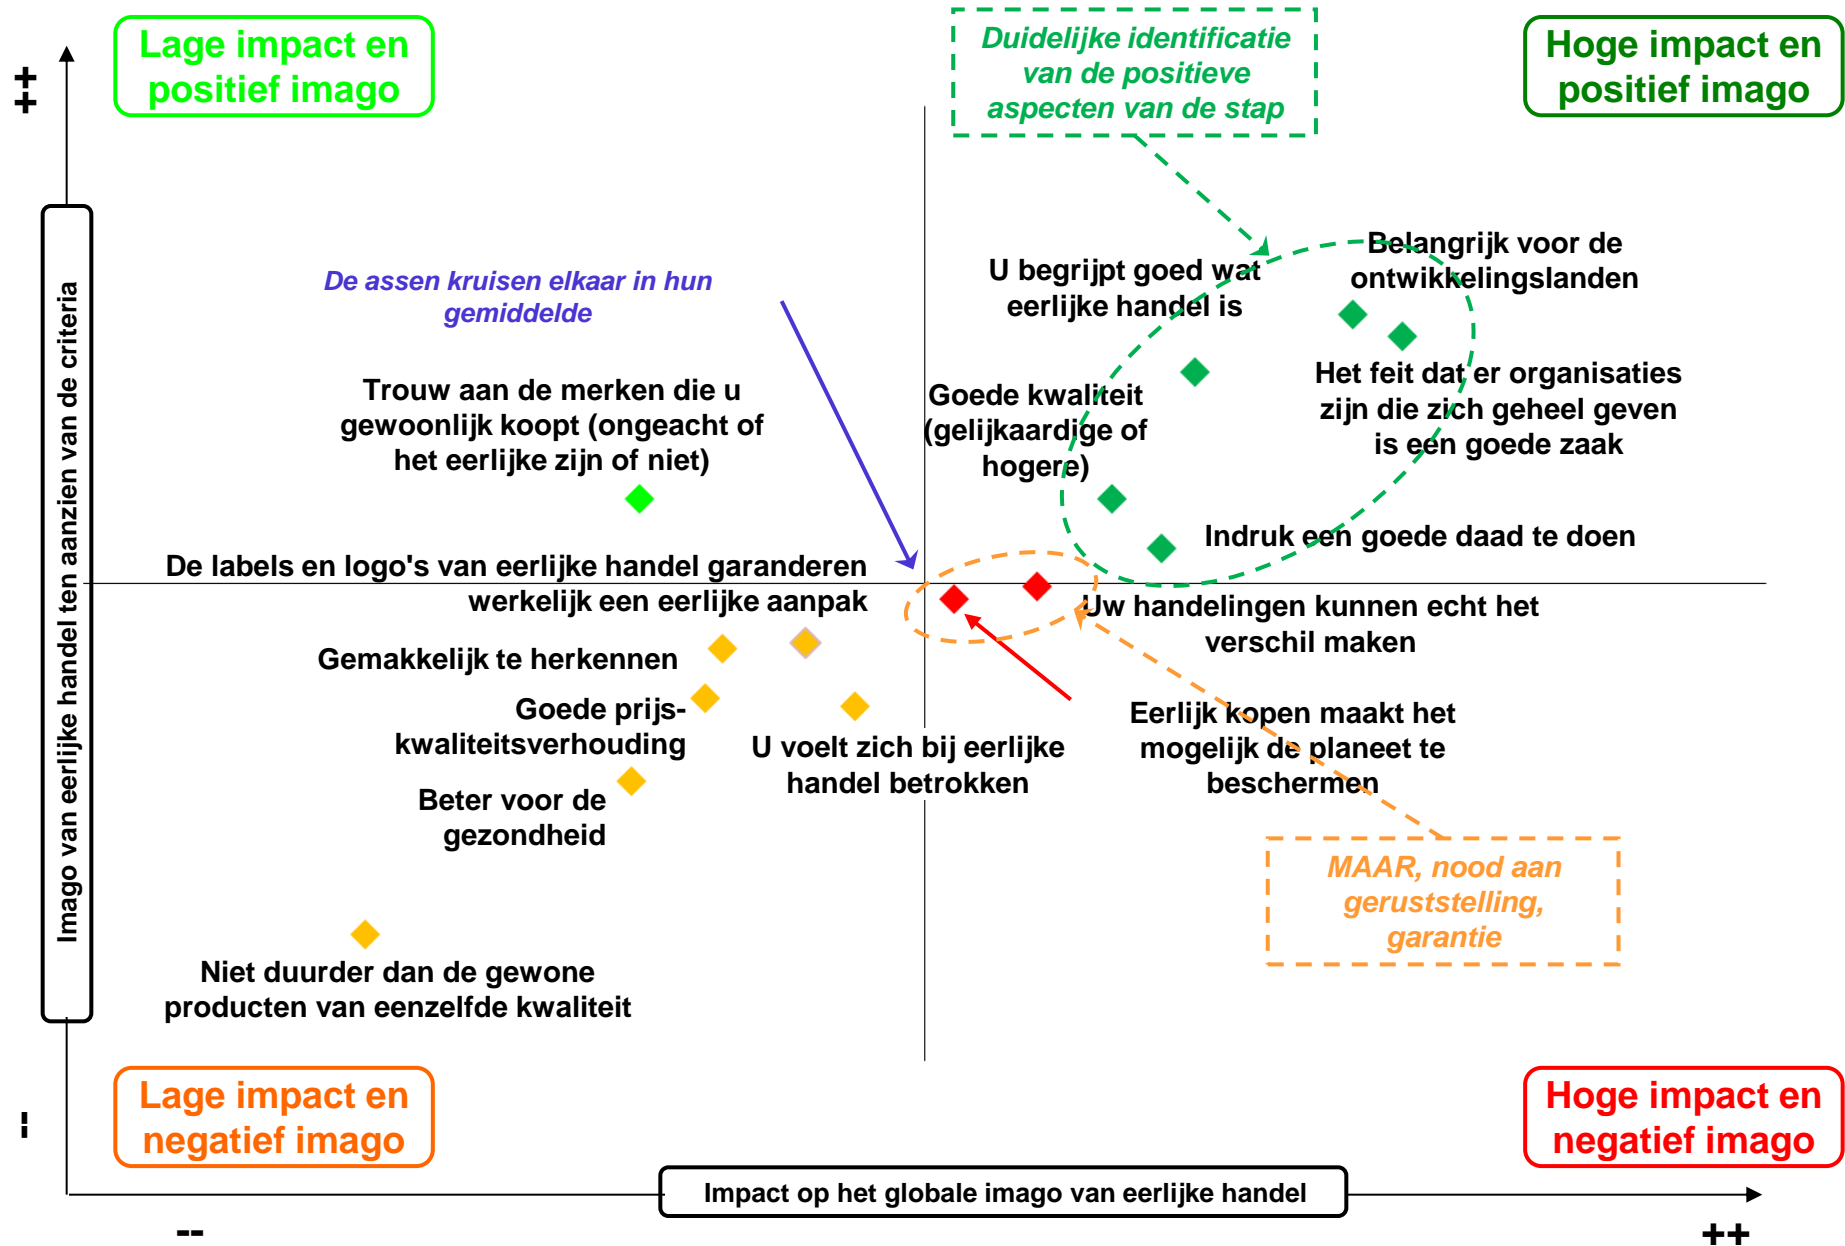 Lage impact en
positief imago
Duidelijke identificatie
van de positieve
aspecten van de stap
Hoge impact en
positief imago
++
Imago van eerlijke handel ten aanzien van de criteria
De assen kruisen elkaar in hun
gemiddelde
U begrijpt goed wat
eerlijke handel is
Belangrijk voor de
ontwikkelingslanden
Trouw aan de merken die u
gewoonlijk koopt (ongeacht of
het eerlijke zijn of niet)
Goede kwaliteit
(gelijkaardige of
hogere)
Het feit dat er organisaties
zijn die zich geheel geven
is een goede zaak
Indruk een goede daad te doen
De labels en logo's van eerlijke handel garanderen
werkelijk een eerlijke aanpak
Uw handelingen kunnen echt het
verschil maken
Gemakkelijk te herkennen
Goede prijs-
kwaliteitsverhouding
U voelt zich bij eerlijke
handel betrokken
Eerlijk kopen maakt het
mogelijk de planeet te
beschermen
Beter voor de
gezondheid
MAAR, nood aan
geruststelling,
garantie
Niet duurder dan de gewone
producten van eenzelfde kwaliteit
--
Lage impact en
negatief imago
Hoge impact en
negatief imago
Impact op het globale imago van eerlijke handel
--
++